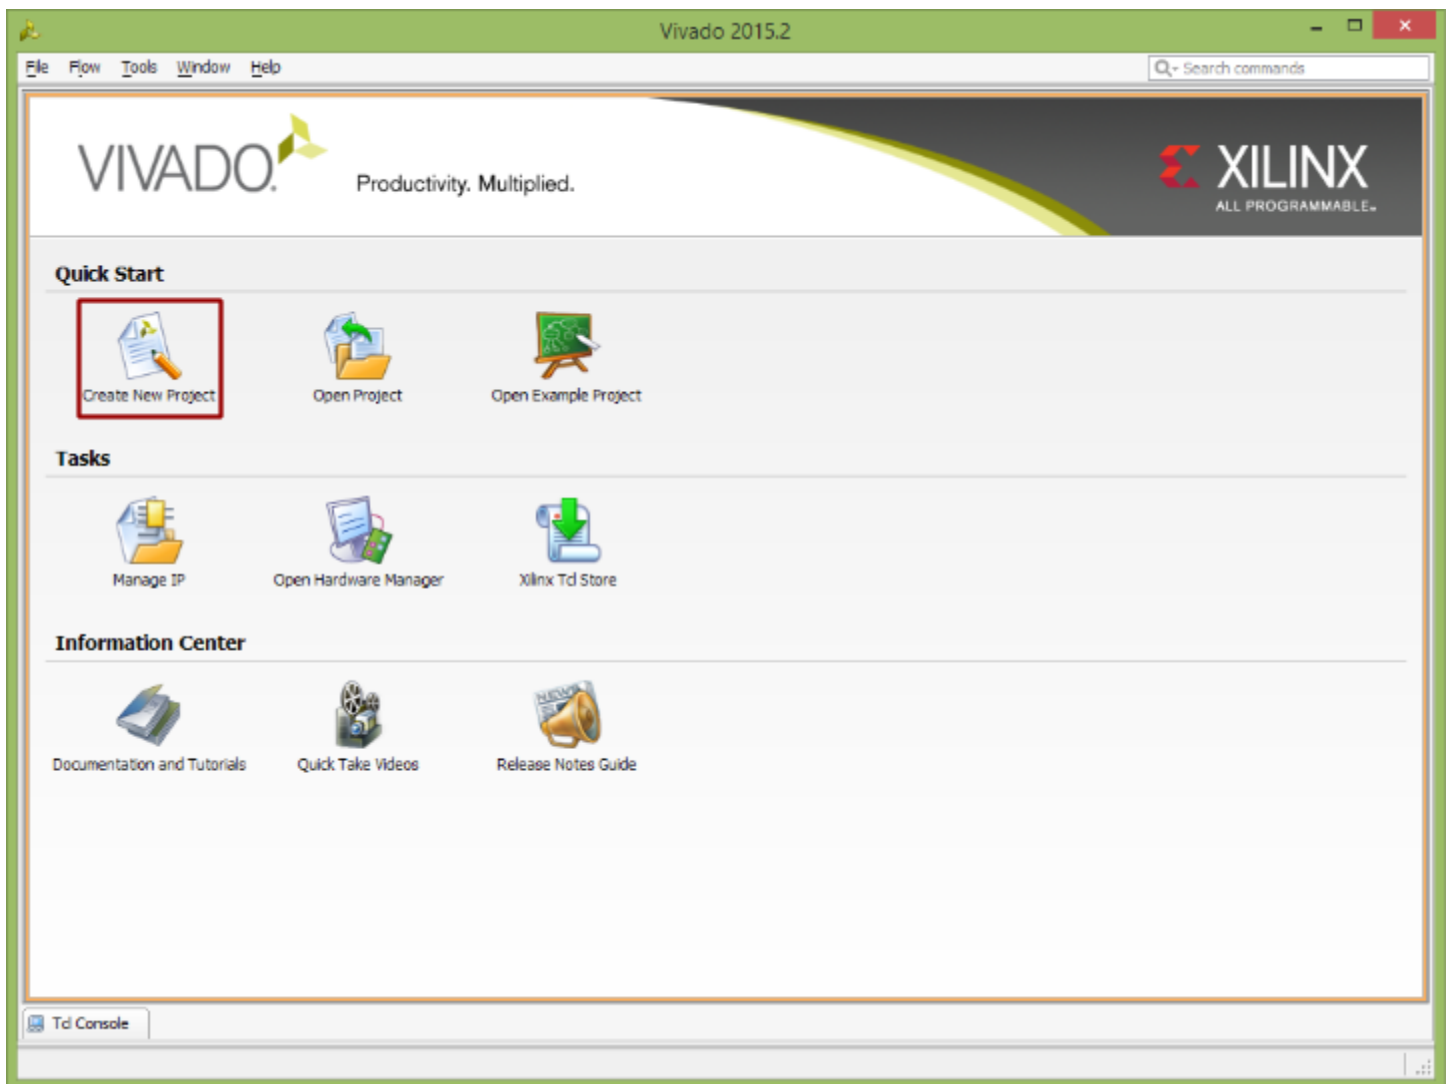 Vivado 2015.2
File Flow Tools Window Help
Search commands
VIVADO.
Productivity. Multiplied.
XILINX
ALL PROGRAMMABLE™
Quick Start
Create New Project Open Project Open Example Project
Tasks
Manage IP Open Hardware Manager Xilinx Tcl Store
Information Center
NEWS
Documentation and Tutorials Quick Take Videos Release Notes Guide
Tcl Console